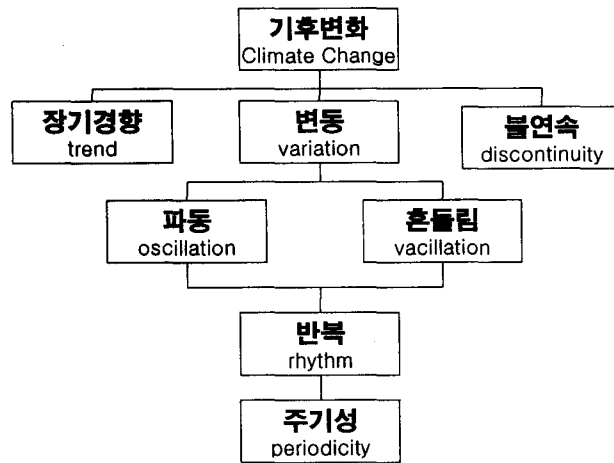 기후변화
Climate Change
장기경향
trend
변동
variation
불연속
discontinuity
파동
oscillation
흔들림
vacillation
반복
rhythm
주기성
periodicity